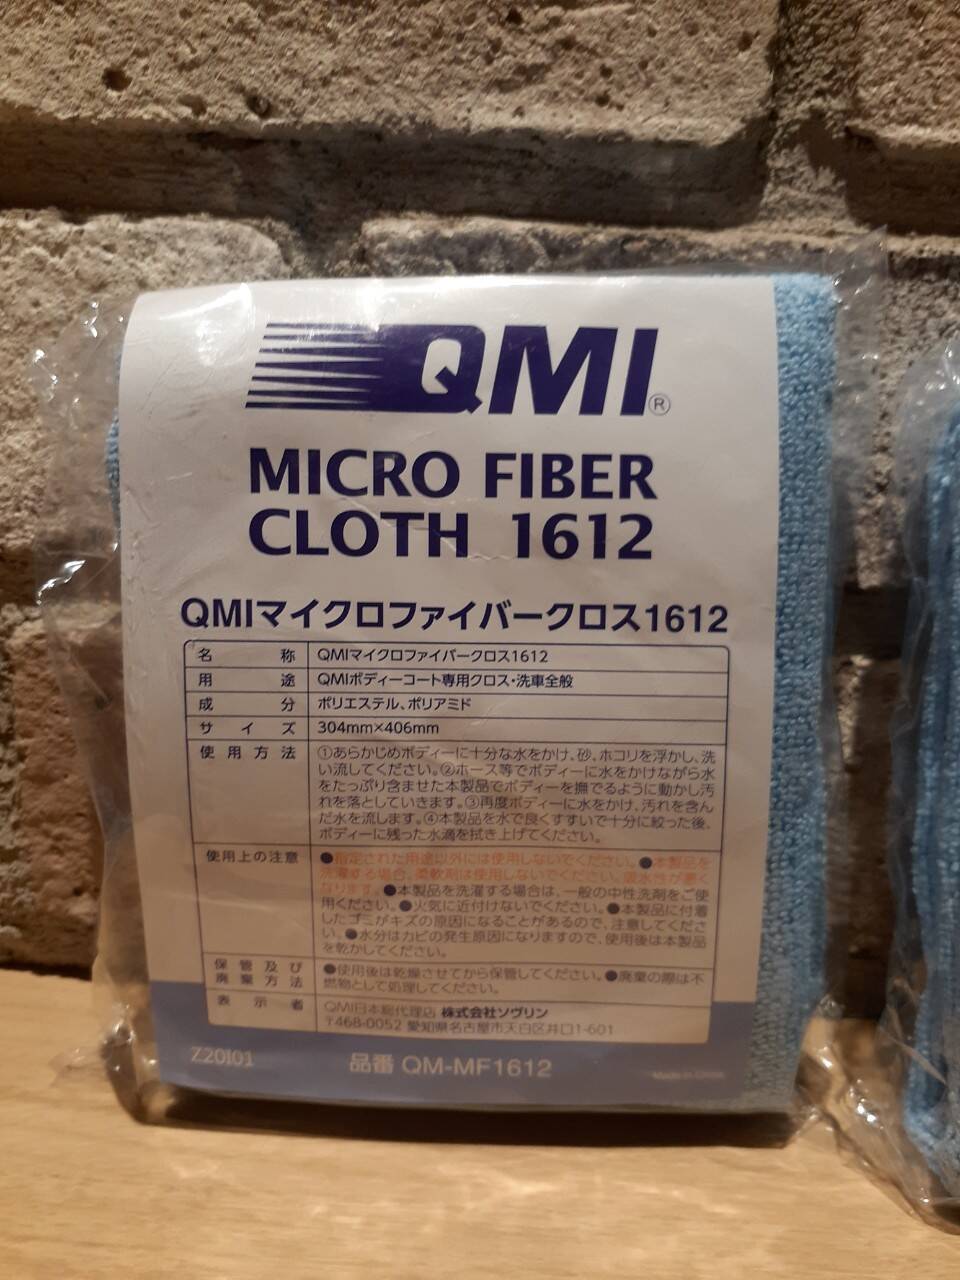 QMI®
MICRO FIBER
CLOTH 1612
QMIマイクロファイバークロス1612
名称 QMIマイクロファイバークロス1612
用途 QMIボディーコート専用クロス・洗車全般
成分 ポリエステル、ポリアミド
サイズ 304mm×406mm
使用方法 ①あらかじめボディーに十分な水をかけ、砂、ホコリを浮かし、洗
い流してください。②ホース等でボディーに水をかけながら水
をたっぷり含ませた本製品でボディーを撫でるように動かし汚
れを落としていきます。③再度ボディーに水をかけ、汚れを含ん
だ水を流します。④本製品を水で良くすすいで十分に絞った後、
ボディーに残った水滴を拭き上げてください。
使用上の注意 ●指定された用途以外には使用しないでください。●本製品を
洗濯する場合、柔軟剤は使用しないでください。吸水性が悪く
なります。●本製品を洗濯する場合は、一般の中性洗剤をご使
用ください。●火気に近付けないでください。●本製品に付着
したゴミがキズの原因になることがあるので、注意してくださ
い。●水分はカビの発生原因になりますので、使用後は本製品
を乾かしてください。
保管及び
廃棄方法 ●使用後は乾燥させてから保管してください。●廃棄の際は不
燃物として処理してください。
表示者 QMI日本総代理店 株式会社ソヴリン
〒468-0052 愛知県名古屋市天白区井口1-601
Z20I01 品番 QM-MF1612 Made in China